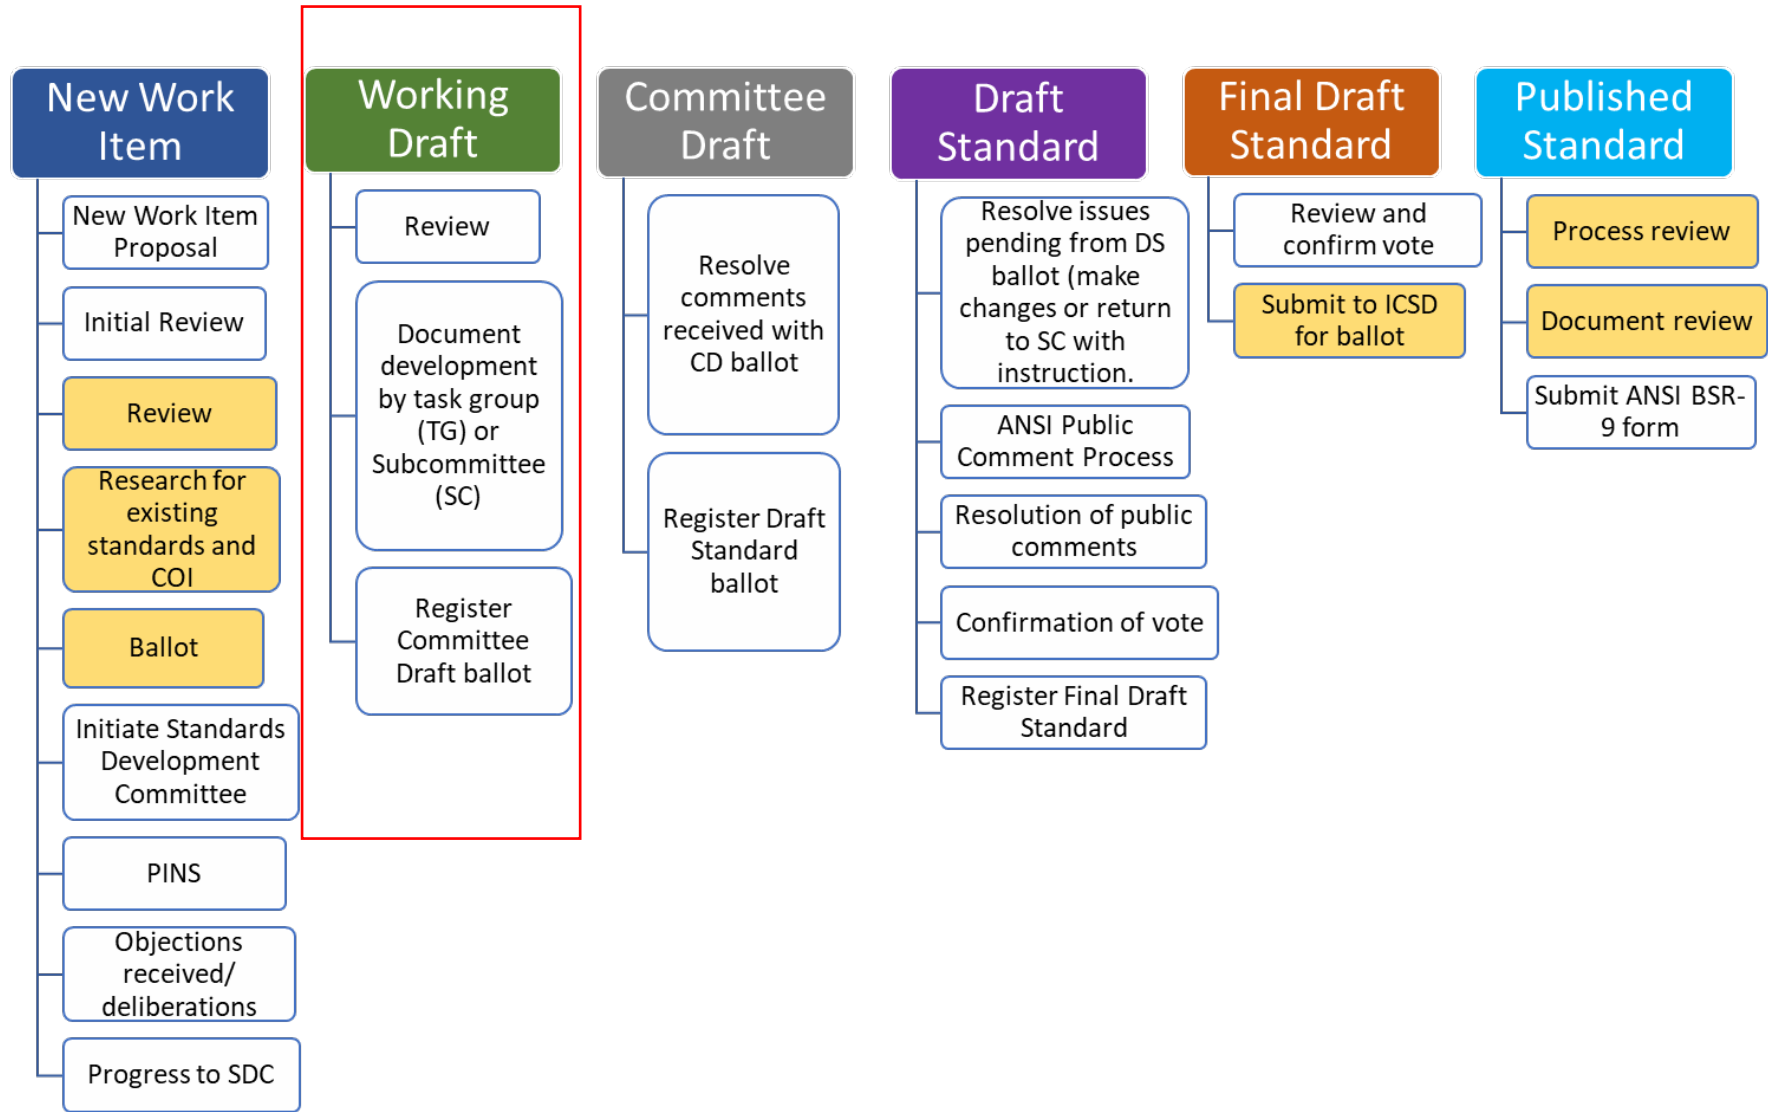 New Work
Item
New Work Item
Proposal
Initial Review
Review
Research for
existing
standards and
COI
Ballot
Initiate Standards
Development
Committee
PINS
Objections
received/
deliberations
Progress to SDC
Working
Draft
Review
Document
development
by task group
(TG) or
Subcommittee
(SC)
Register
Committee
Draft ballot
Committee
Draft
Resolve
comments
received with
CD ballot
Register Draft
Standard
ballot
Draft
Standard
Resolve issues
pending from DS
ballot (make
changes or return
to SC with
instruction.
ANSI Public
Comment Process
Resolution of public
comments
Confirmation of vote
Register Final Draft
Standard
Final Draft
Standard
Review and
confirm vote
Submit to ICSD
for ballot
Published
Standard
Process review
Document review
Submit ANSI BSR-
9 form